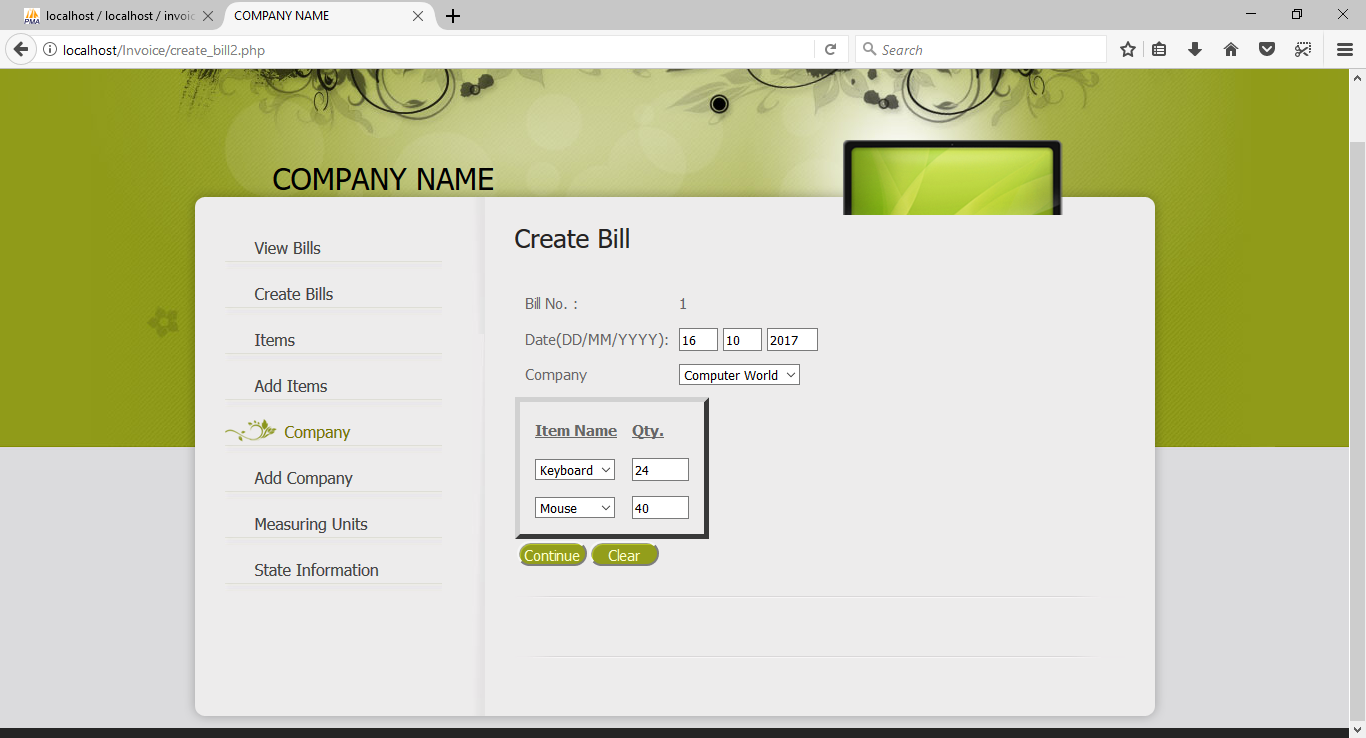 localhost / localhost / invoic
COMPANY NAME
localhost/Invoice/create_bill2.php
Search
COMPANY NAME
View Bills
Create Bills
Items
Add Items
Company
Add Company
Measuring Units
State Information
Create Bill
Bill No. : 1
Date(DD/MM/YYYY): 16 10 2017
Company Computer World
Item Name Qty.
Keyboard 24
Mouse 40
Continue Clear